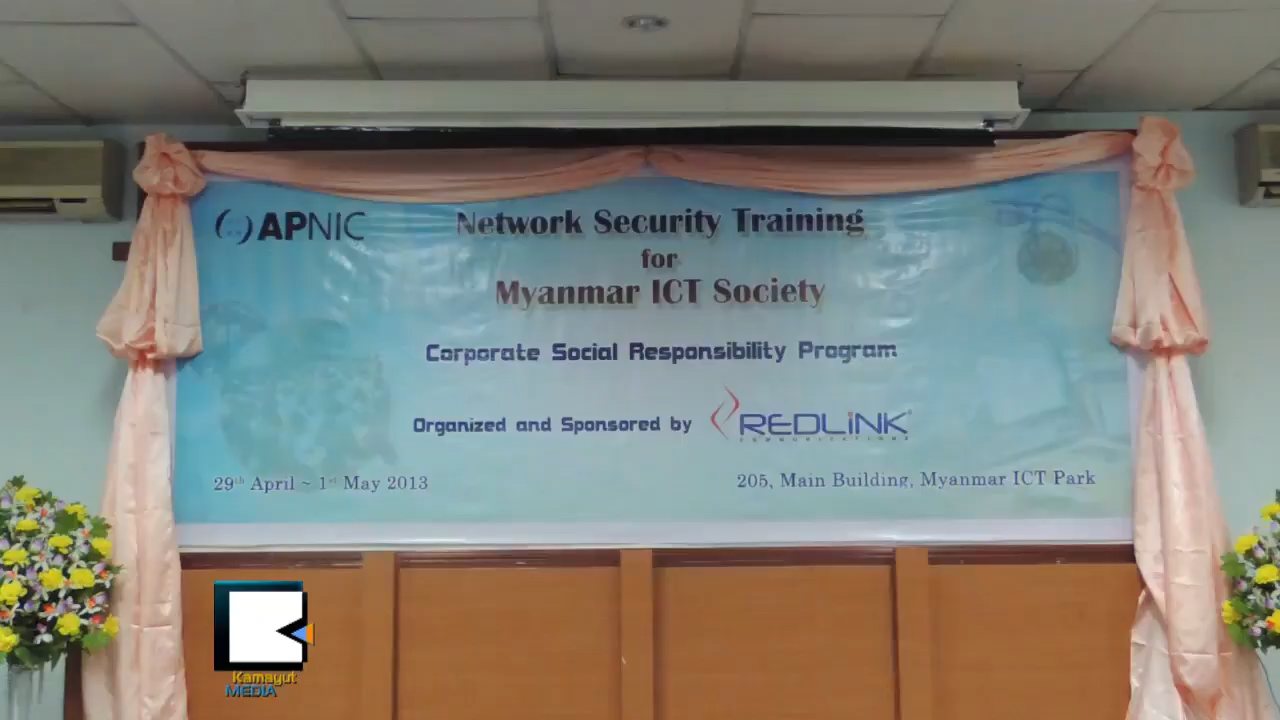 APNIC
Network Security Training
for
Myanmar ICT Society
Corporate Social Responsibility Program
Organized and Sponsored by REDLiNK
COMMUNICATIONS
29th April ~ 1st May 2013
205, Main Building, Myanmar ICT Park
Kamayut
MEDIA